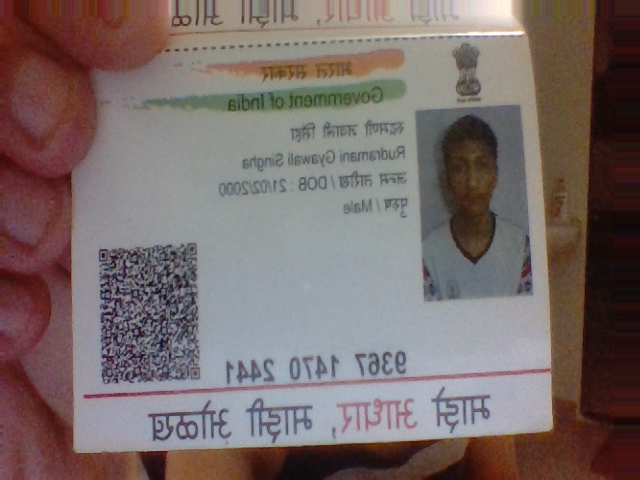 माझे आधार, माझी
भारत सरकार
Government of India
रुद्रमणी सिंहा
Rudramani Gyawali Singha
जन्म तारीख / DOB : 21/02/2000
पुरुष / Male
9367 1470 2441
माझे आधार, माझी ओळख